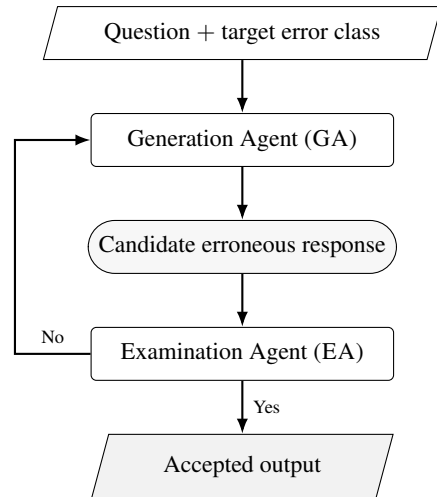 Question + target error class
Generation Agent (GA)
Candidate erroneous response
No
Examination Agent (EA)
Yes
Accepted output